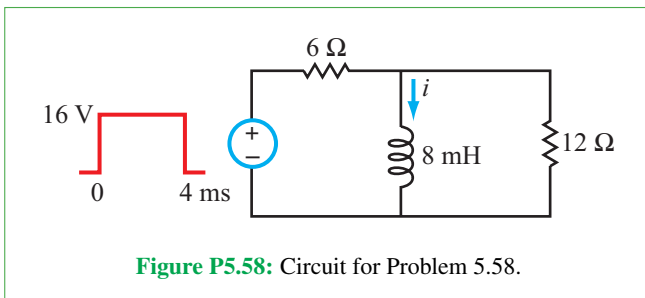 6 Ω
16 V
i
+
−
8 mH
12 Ω
0
4 ms
Figure P5.58: Circuit for Problem 5.58.